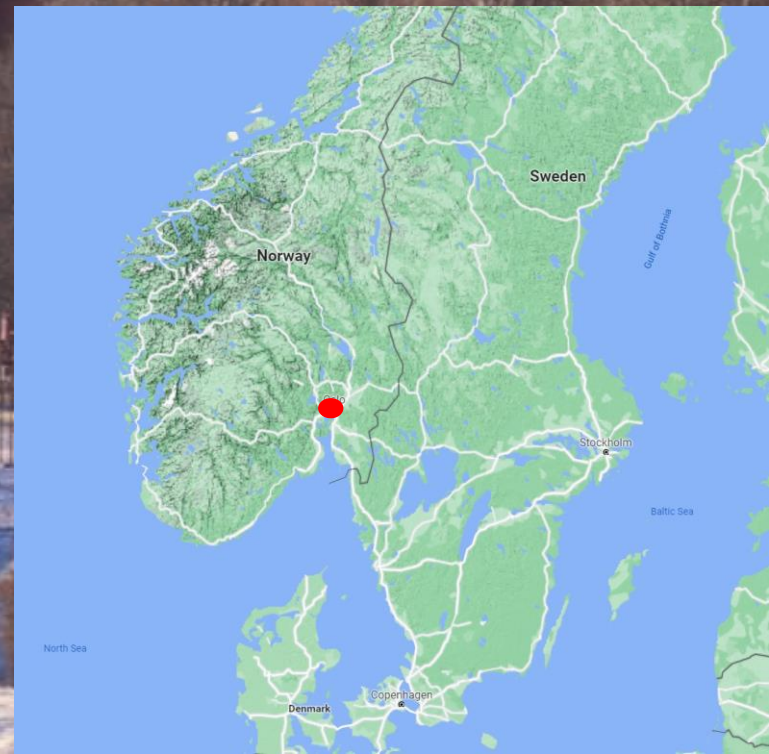 Sweden
Gulf of Bothnia
Norway
Stockholm
Baltic Sea
North Sea
Copenhagen
Denmark